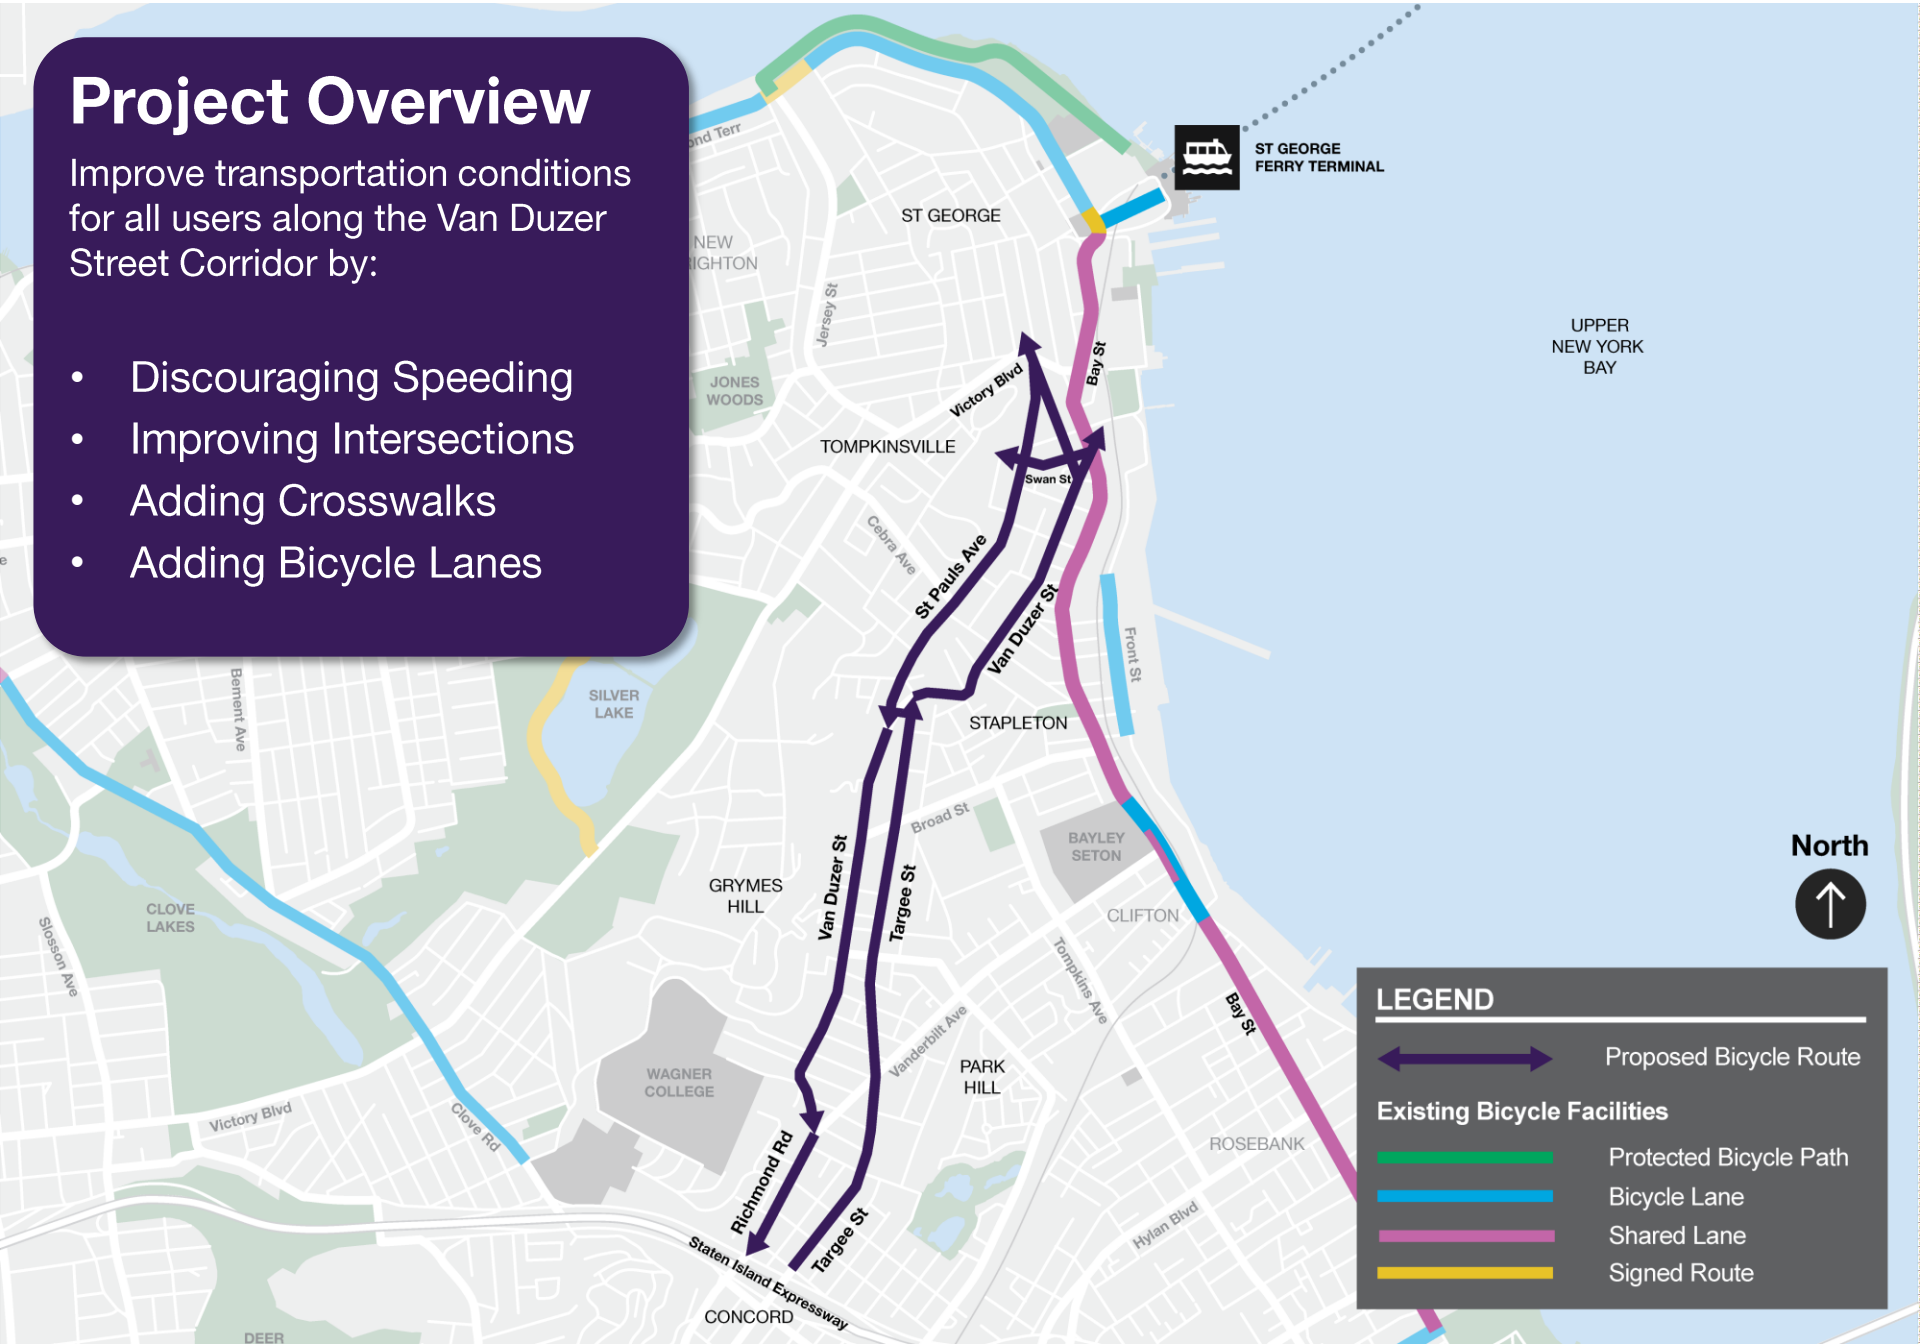 Project Overview
Improve transportation conditions
for all users along the Van Duzer
Street Corridor by:
• Discouraging Speeding
• Improving Intersections
• Adding Crosswalks
• Adding Bicycle Lanes
Terr
ST GEORGE
FERRY TERMINAL
ST GEORGE
NEW
Jersey St
UPPER
NEW YORK
BAY
Bay St
Victory Blvd
JONES
WOODS
TOMPKINSVILLE
Swan St
Cebra Ave
St Pauls Ave
Van Duzer St
Front St
Bement Ave
SILVER
LAKE
STAPLETON
Broad St
BAYLEY
SETON
Van Duzer St
Targee St
GRYMES
HILL
CLIFTON
CLOVE
LAKES
Slosson Ave
Tompkins Ave
Bay St
Vanderbilt Ave
PARK
HILL
WAGNER
COLLEGE
Victory Blvd
Clove Rd
ROSEBANK
Richmond Rd
Targee St
Hylan Blvd
Staten Island Expressway
CONCORD
DEER
North
LEGEND
Proposed Bicycle Route
Existing Bicycle Facilities
Protected Bicycle Path
Bicycle Lane
Shared Lane
Signed Route